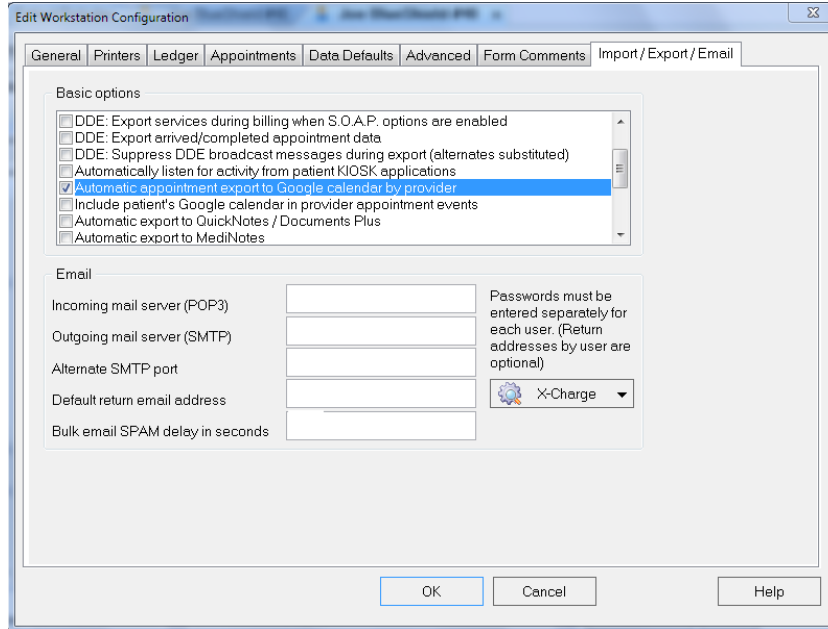 Edit Workstation Configuration
General Printers Ledger Appointments Data Defaults Advanced Form Comments Import / Export / Email
Basic options
DDE: Export services during billing when S.O.A.P. options are enabled
DDE: Export arrived/completed appointment data
DDE: Suppress DDE broadcast messages during export (alternates substituted)
Automatically listen for activity from patient KIOSK applications
Automatic appointment export to Google calendar by provider
Include patient's Google calendar in provider appointment events
Automatic export to QuickNotes / Documents Plus
Automatic export to MediNotes
Email
Incoming mail server (POP3)
Outgoing mail server (SMTP)
Alternate SMTP port
Default return email address
Bulk email SPAM delay in seconds
Passwords must be
entered separately for
each user. (Return
addresses by user are
optional)
X-Charge
OK Cancel Help